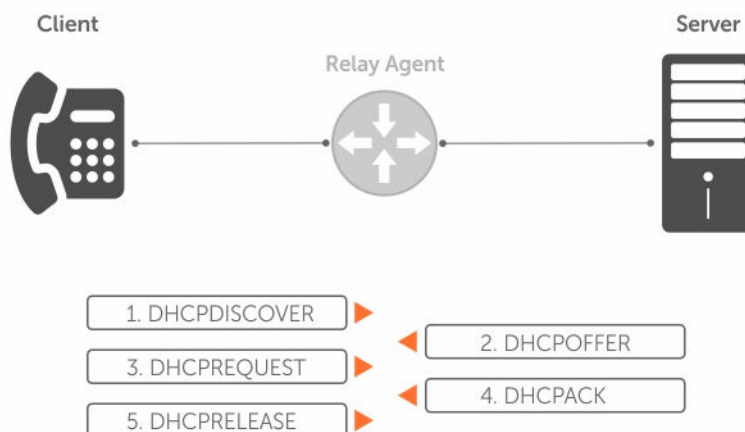 Client
Server
Relay Agent
1. DHCPDISCOVER
2. DHCPOFFER
3. DHCPREQUEST
4. DHCPACK
5. DHCPRELEASE